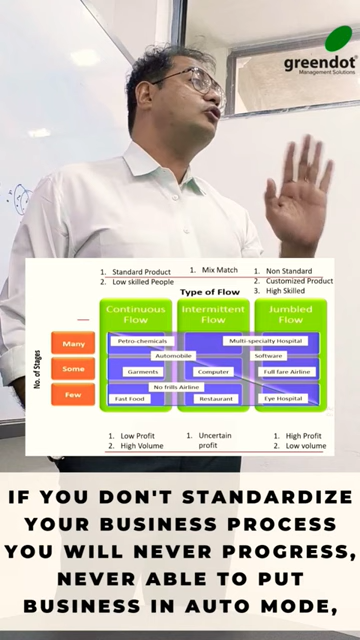 greendot
Management Solutions
1. Standard Product
2. Low skilled People
1. Mix Match
1. Non Standard
2. Customized Product
3. High Skilled
Type of Flow
Continuous Flow
Intermittent Flow
Jumbled Flow
No. of Stages
Many
Some
Few
Petro-chemicals
Multi-specialty Hospital
Automobile
Software
Garments
Computer
Full fare Airline
No frills Airline
Fast Food
Restaurant
Eye Hospital
1. Low Profit
2. High Volume
1. Uncertain
profit
1. High Profit
2. Low volume
IF YOU DON'T STANDARDIZE
YOUR BUSINESS PROCESS
YOU WILL NEVER PROGRESS,
NEVER ABLE TO PUT
BUSINESS IN AUTO MODE,